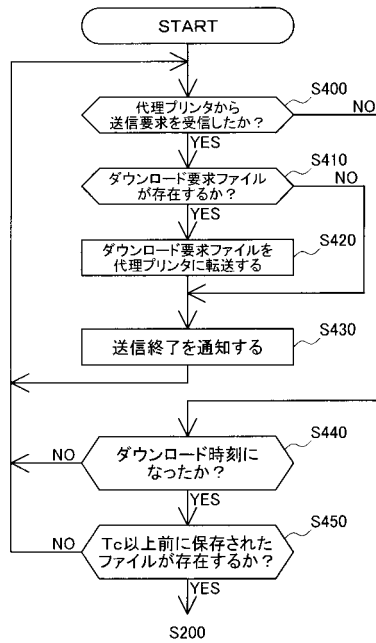 START
S400
代理プリンタから
送信要求を受信したか？
NO
YES
S410
ダウンロード要求ファイル
が存在するか？
NO
YES
S420
ダウンロード要求ファイルを
代理プリンタに転送する
S430
送信終了を通知する
S440
NO
ダウンロード時刻に
なったか？
YES
S450
NO
Tc以上前に保存された
ファイルが存在するか？
YES
S200